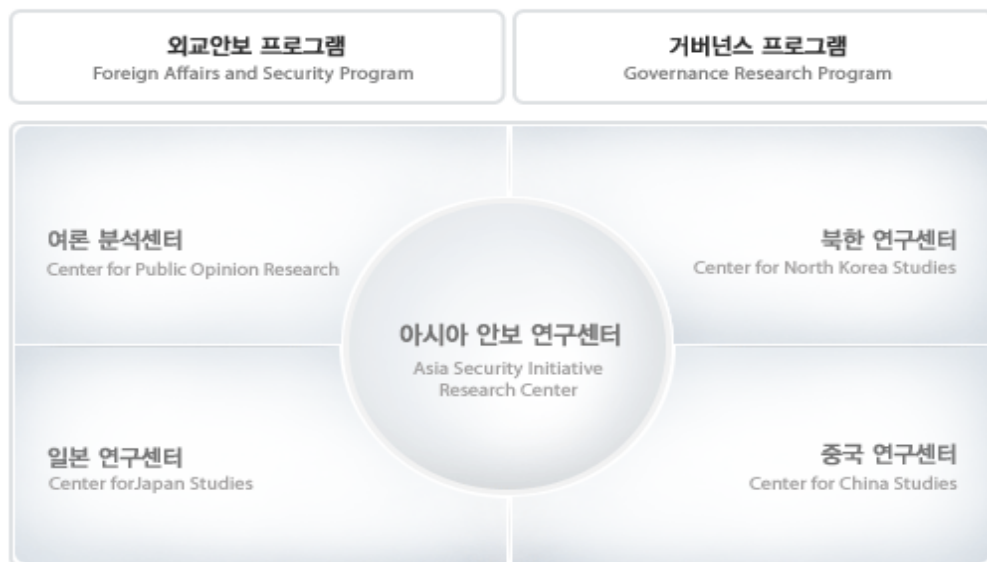 외교안보 프로그램
Foreign Affairs and Security Program
거버넌스 프로그램
Governance Research Program
여론 분석센터
Center for Public Opinion Research
북한 연구센터
Center for North Korea Studies
아시아 안보 연구센터
Asia Security Initiative
Research Center
일본 연구센터
Center forJapan Studies
중국 연구센터
Center for China Studies